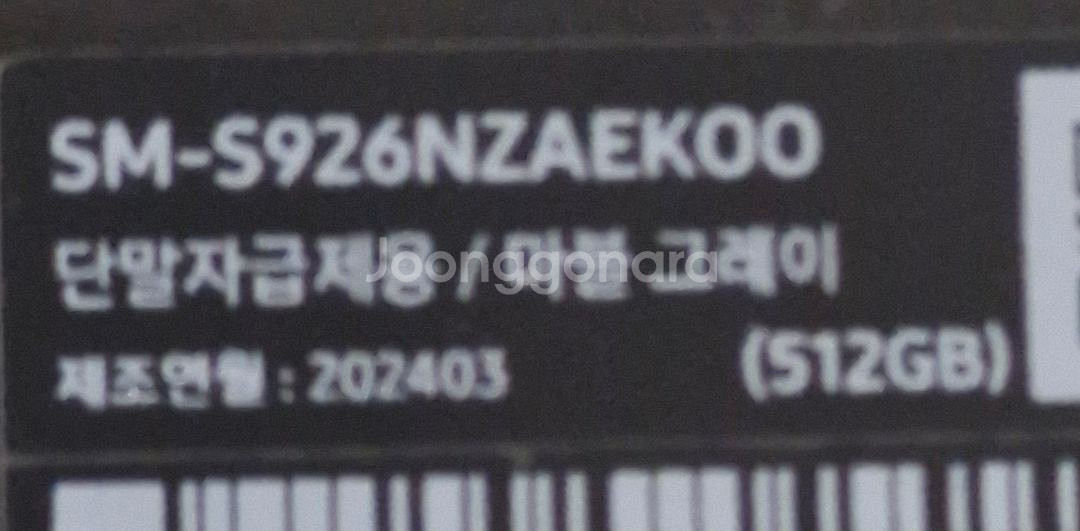 SM-S926NZAEKOO
단말자급제용 / 마블 그레이
제조연월 : 202403
(512GB)
Joonggonara